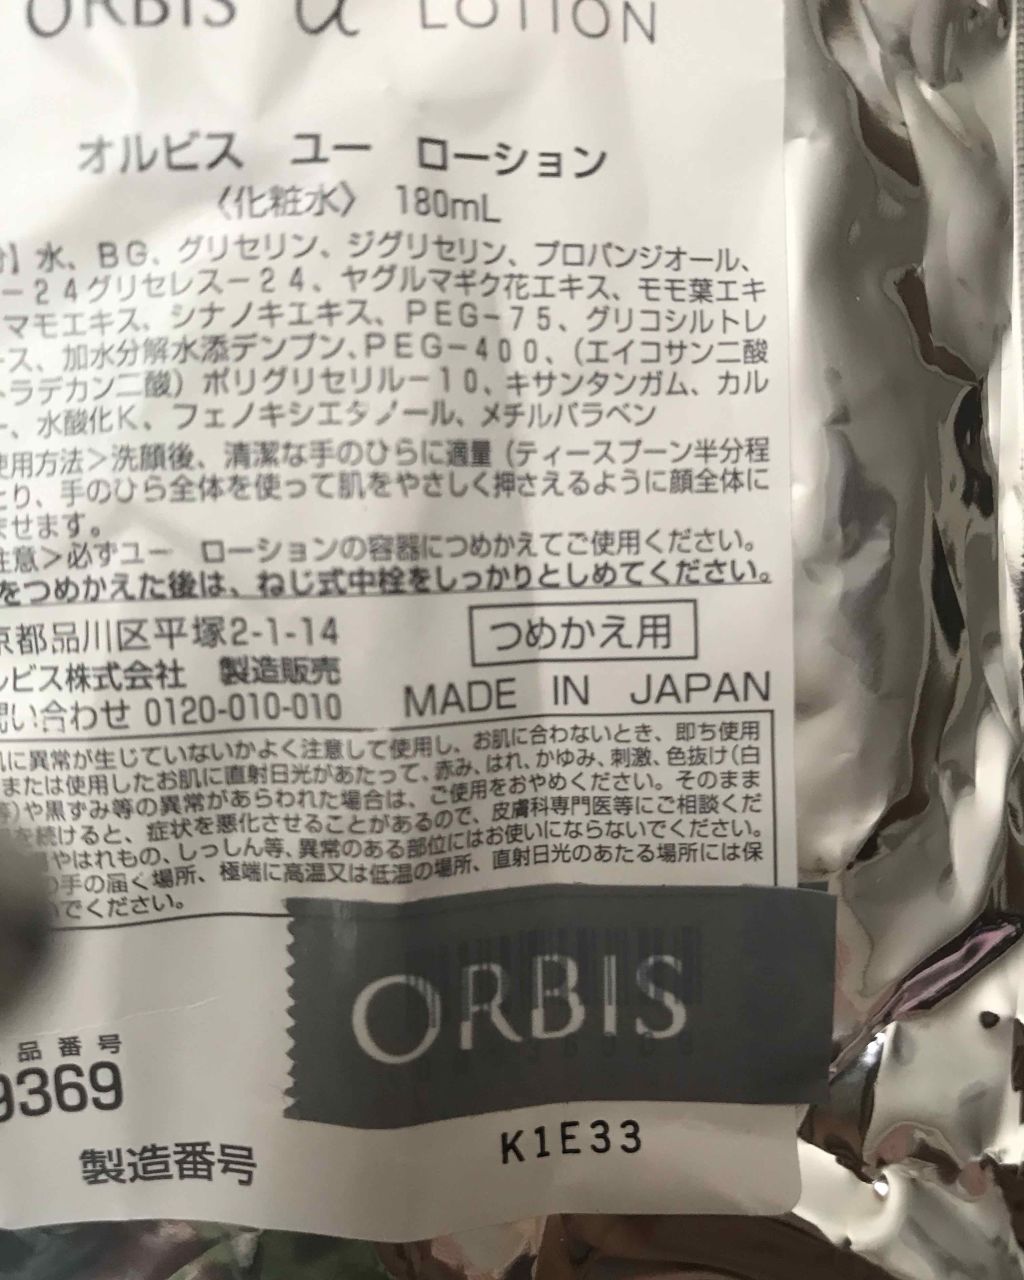 ORBIS u LOTION
オルビス ユー ローション
〈化粧水〉 180mL
】水、BG、グリセリン、ジグリセリン、プロパンジオール、
－24グリセレス－24、ヤグルマギク花エキス、モモ葉エキ
マモエキス、シナノキエキス、PEG－75、グリコシルトレ
ース、加水分解水添デンプン、PEG－400、（エイコサン二酸
ラデカン二酸）ポリグリセリル－10、キサンタンガム、カル
ー、水酸化K、フェノキシエタノール、メチルパラベン
使用方法＞洗顔後、清潔な手のひらに適量（ティースプーン半分程
とり、手のひら全体を使って肌をやさしく押さえるように顔全体に
ませます。
注意＞必ずユー ローションの容器につめかえてご使用ください。
をつめかえた後は、ねじ式中栓をしっかりとしめてください。
京都品川区平塚2-1-14
ルビス株式会社 製造販売
問い合わせ 0120-010-010
つめかえ用
MADE IN JAPAN
肌に異常が生じていないかよく注意して使用し、お肌に合わないとき、即ち使用
または使用したお肌に直射日光があたって、赤み、はれ、かゆみ、刺激、色抜け（白
等）や黒ずみ等の異常があらわれた場合は、ご使用をおやめください。そのまま
を続けると、症状を悪化させることがあるので、皮膚科専門医等にご相談くだ
やはれもの、しっしん等、異常のある部位にはお使いにならないでください。
の手の届く場所、極端に高温又は低温の場所、直射日光のあたる場所には保
いでください。
ORBIS
品番号
9369
製造番号
K1E33